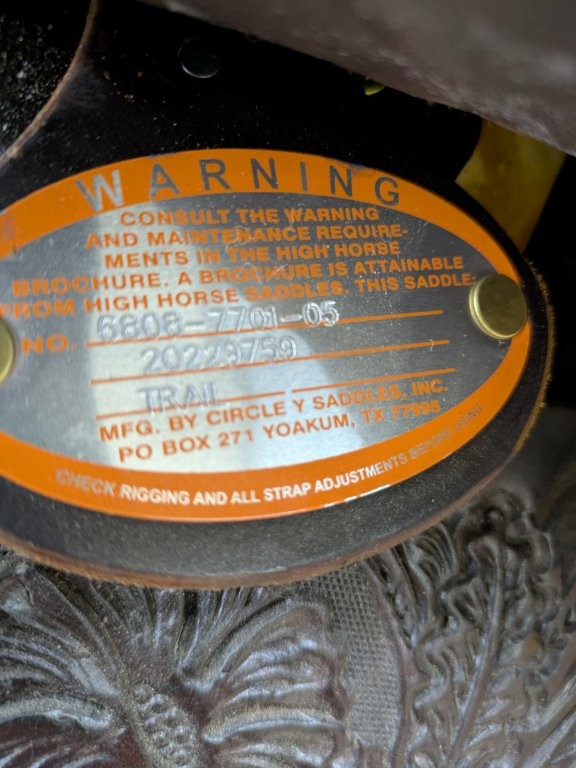 WARNING
CONSULT THE WARNING
AND MAINTENANCE REQUIRE-
MENTS IN THE HIGH HORSE
BROCHURE. A BROCHURE IS ATTAINABLE
FROM HIGH HORSE SADDLES. THIS SADDLE:
NO. 6808-7701-05
20229759
TRAIL
MFG. BY CIRCLE Y SADDLES, INC.
PO BOX 271 YOAKUM, TX 77995
CHECK RIGGING AND ALL STRAP ADJUSTMENTS BEFORE USING